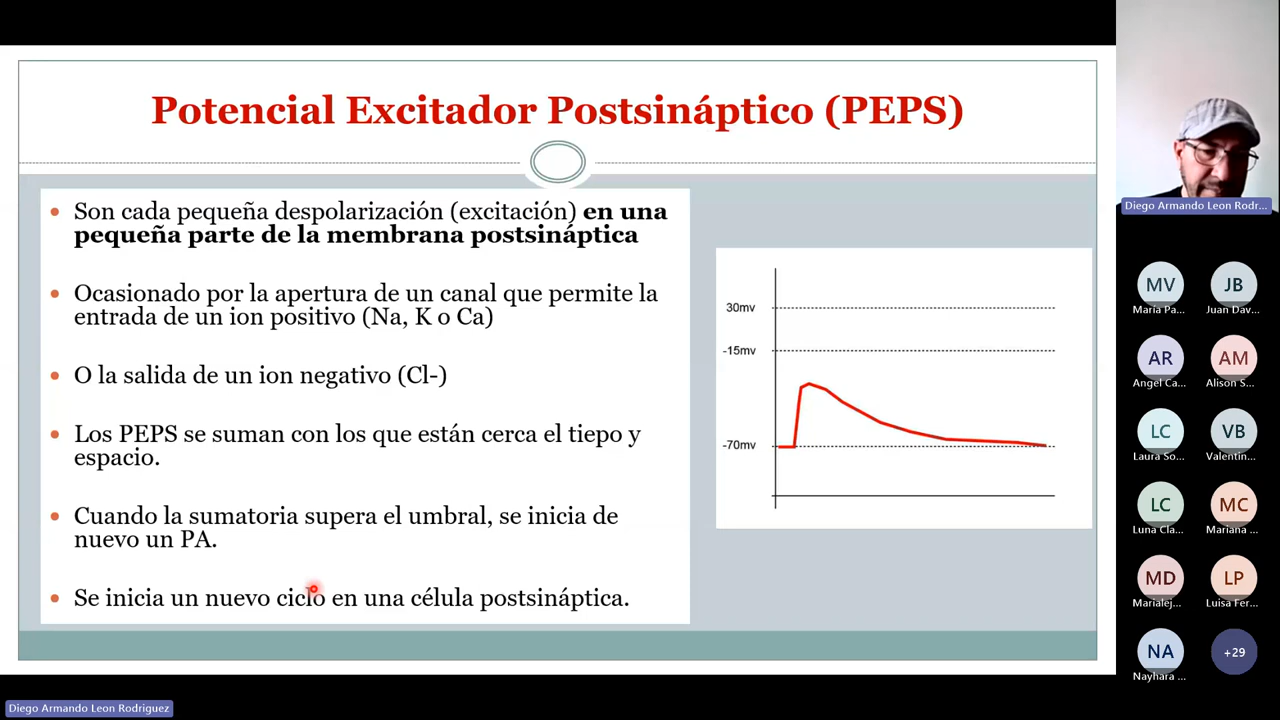 Potencial Excitador Postsináptico (PEPS)
• Son cada pequeña despolarización (excitación) en una
pequeña parte de la membrana postsináptica
• Ocasionado por la apertura de un canal que permite la
entrada de un ion positivo (Na, K o Ca)
• O la salida de un ion negativo (Cl-)
• Los PEPS se suman con los que están cerca el tiepo y
espacio.
• Cuando la sumatoria supera el umbral, se inicia de
nuevo un PA.
• Se inicia un nuevo ciclo en una célula postsináptica.
30mv
-15mv
-70mv
Diego Armando Leon Rodr...
MV
María Pa...
JB
Juan Dav...
AR
Angel Ca...
AM
Alison S...
LC
Laura So...
VB
Valentin...
LC
Luna Cla...
MC
Mariana ...
MD
Marialej...
LP
Luisa Fer...
NA
Nayhara ...
+29
Diego Armando Leon Rodriguez